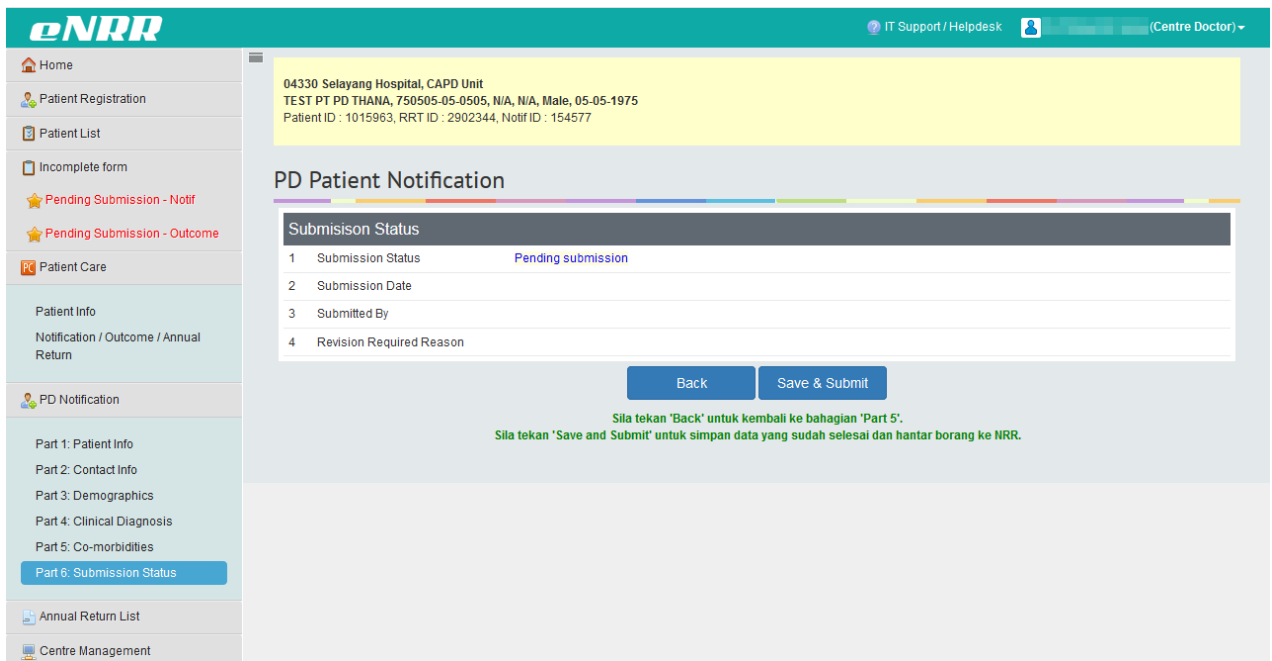 eNRR
IT Support / Helpdesk
(Centre Doctor)
Home
Patient Registration
Patient List
Incomplete form
Pending Submission - Notif
Pending Submission - Outcome
PC Patient Care
Patient Info
Notification / Outcome / Annual
Return
PD Notification
Part 1: Patient Info
Part 2: Contact Info
Part 3: Demographics
Part 4: Clinical Diagnosis
Part 5: Co-morbidities
Part 6: Submission Status
Annual Return List
Centre Management
04330 Selayang Hospital, CAPD Unit
TEST PT PD THANA, 750505-05-0505, N/A, N/A, Male, 05-05-1975
Patient ID : 1015963, RRT ID : 2902344, Notif ID : 154577
PD Patient Notification
Submisison Status
1 Submission Status Pending submission
2 Submission Date
3 Submitted By
4 Revision Required Reason
Back Save & Submit
Sila tekan 'Back' untuk kembali ke bahagian 'Part 5'.
Sila tekan 'Save and Submit' untuk simpan data yang sudah selesai dan hantar borang ke NRR.